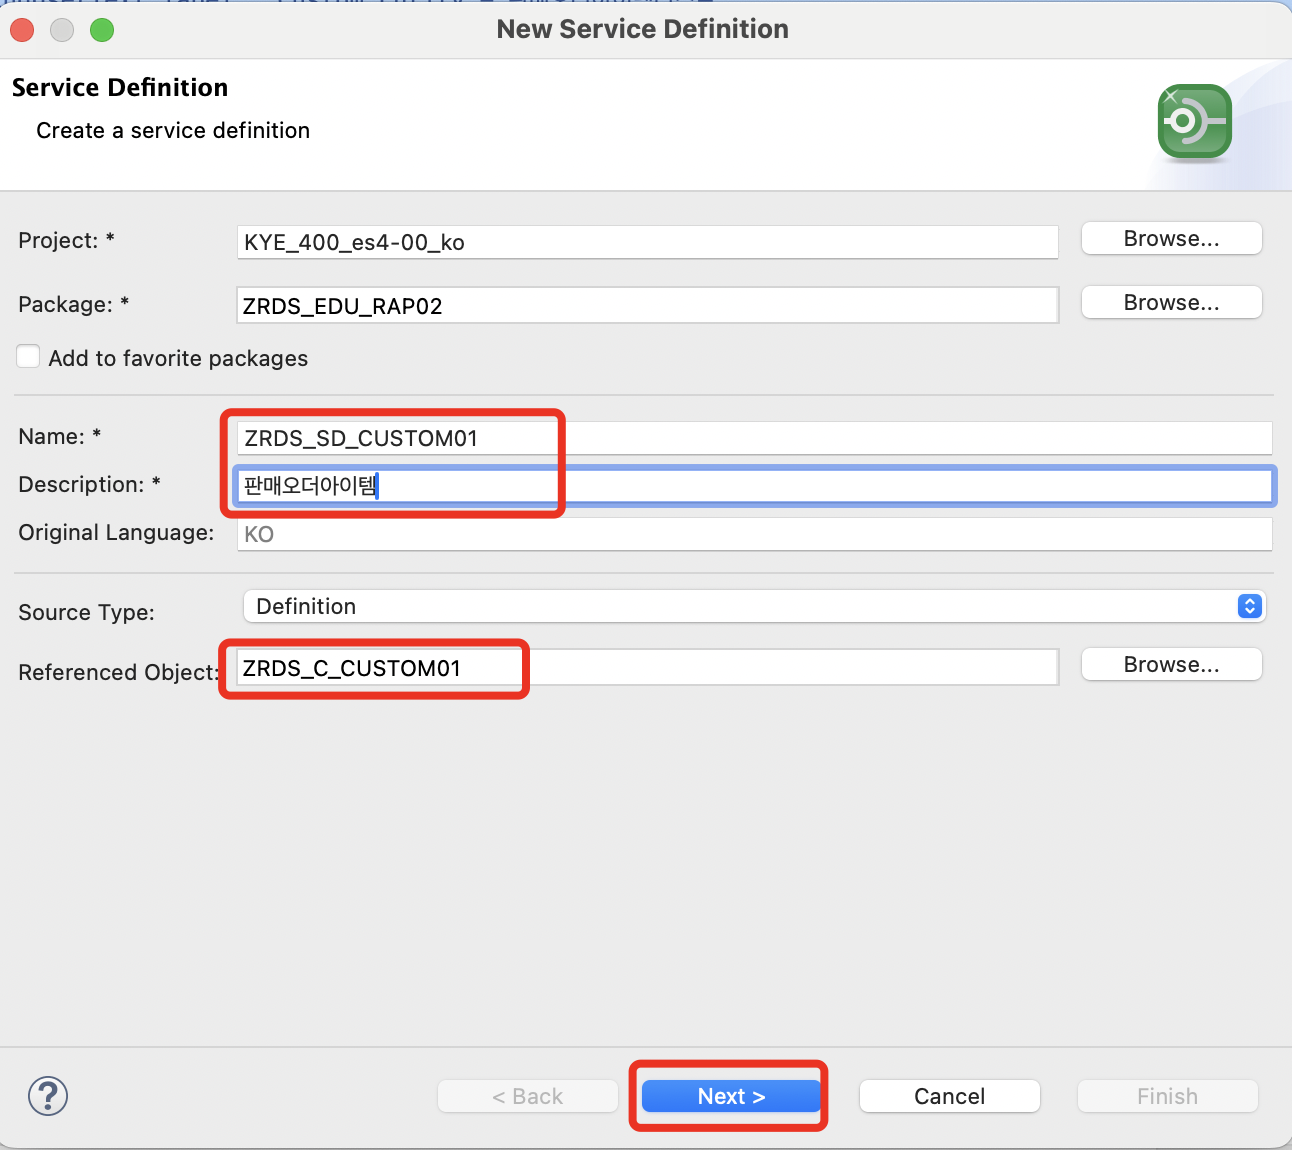 New Service Definition
Service Definition
Create a service definition
Project: *
KYE_400_es4-00_ko
Browse...
Package: *
ZRDS_EDU_RAP02
Browse...
Add to favorite packages
Name: *
ZRDS_SD_CUSTOM01
Description: *
판매오더아이템
Original Language:
KO
Source Type:
Definition
Referenced Object:
ZRDS_C_CUSTOM01
Browse...
?
< Back
Next >
Cancel
Finish